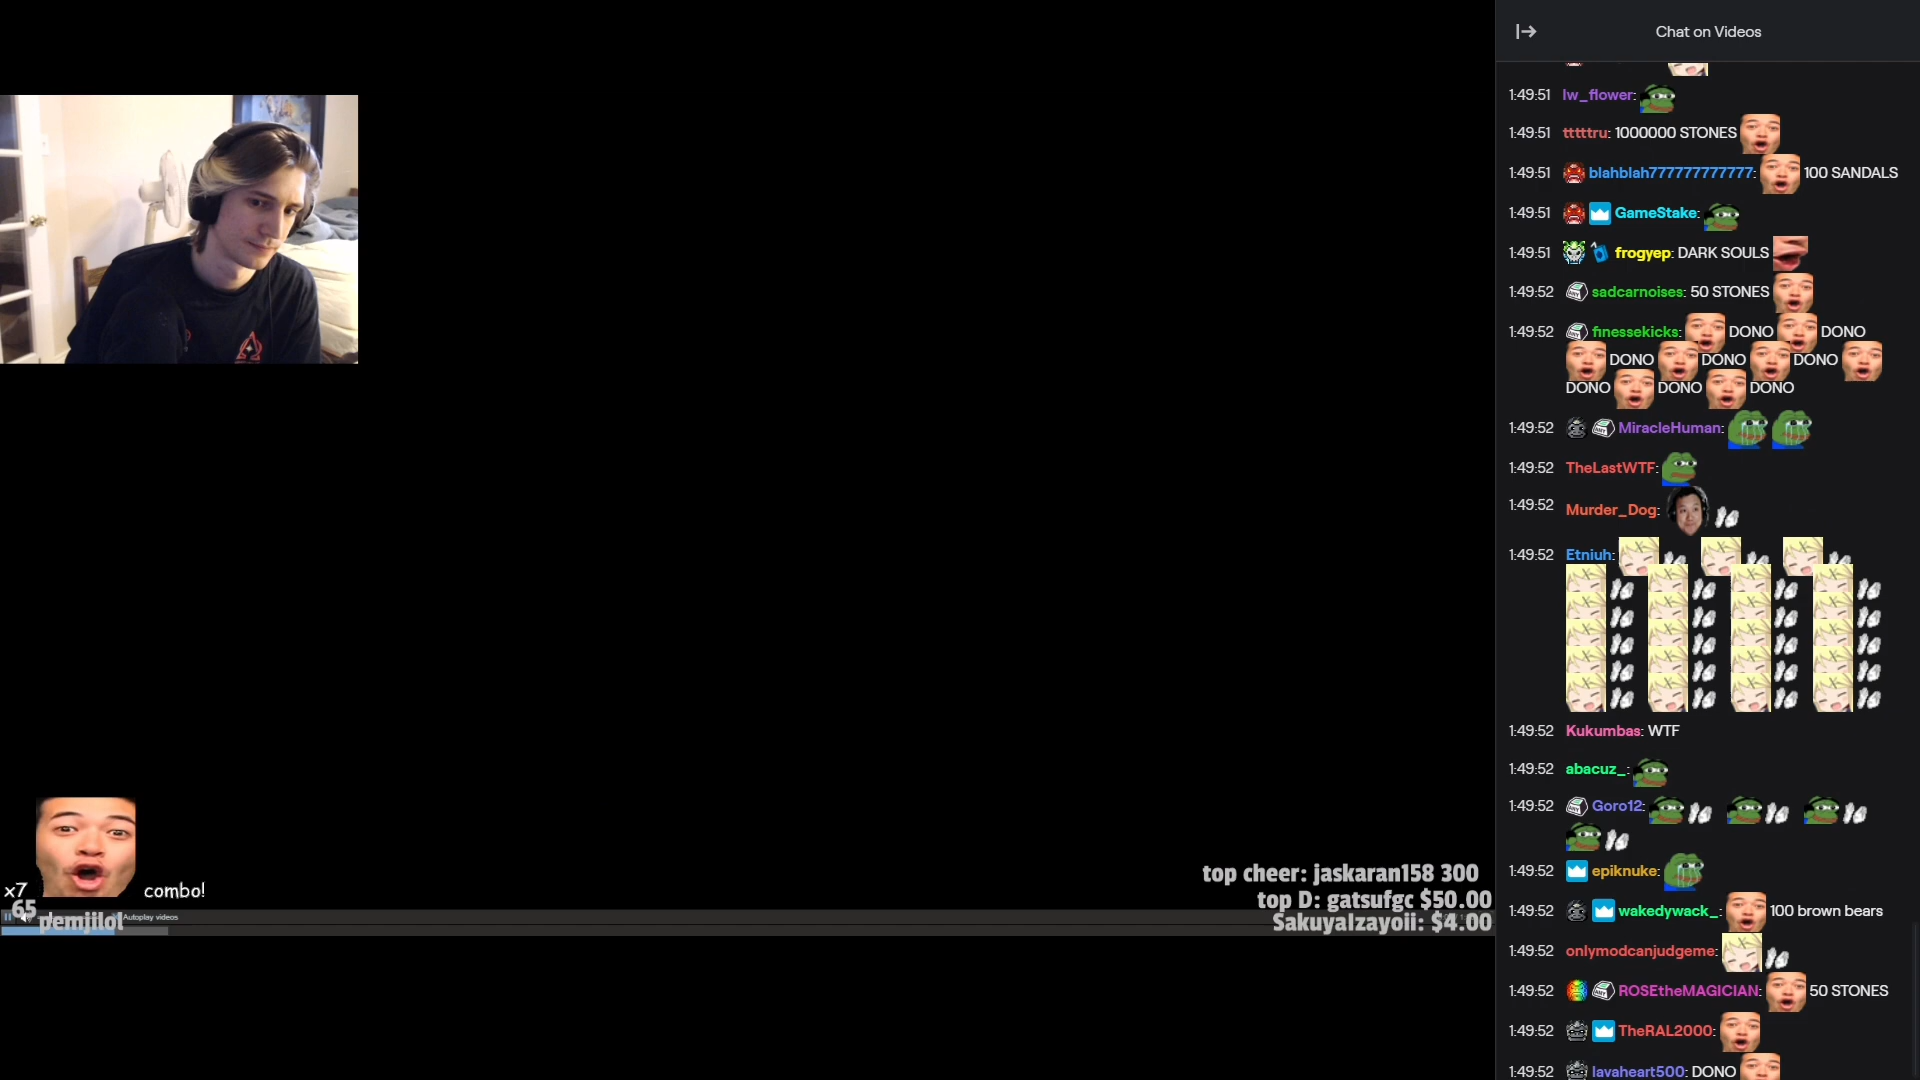 Chat on Videos
1:49:51 lw_flower:
1:49:51 tttttru: 1000000 STONES
1:49:51 blahblah777777777777: 100 SANDALS
1:49:51 GameStake:
1:49:51 frogyep: DARK SOULS
1:49:52 sadcarnoises: 50 STONES
1:49:52 finessekicks: DONO DONO
DONO DONO DONO
DONO DONO DONO
1:49:52 MiracleHuman:
1:49:52 TheLastWTF:
1:49:52 Murder_Dog:
1:49:52 Etniuh:
1:49:52 Kukumbas: WTF
1:49:52 abacuz_:
1:49:52 Goro12:
1:49:52 epiknuke:
1:49:52 wakedywack_: 100 brown bears
1:49:52 onlymodcanjudgeme:
1:49:52 ROSEtheMAGICIAN: 50 STONES
1:49:52 TheRAL2000:
1:49:52 lavaheart500: DONO
x7 combo!
65
pemjilol
Autoplay videos
top cheer: jaskaran158 300
top D: gatsufgc $50.00
SakuyaIzayoii: $4.00